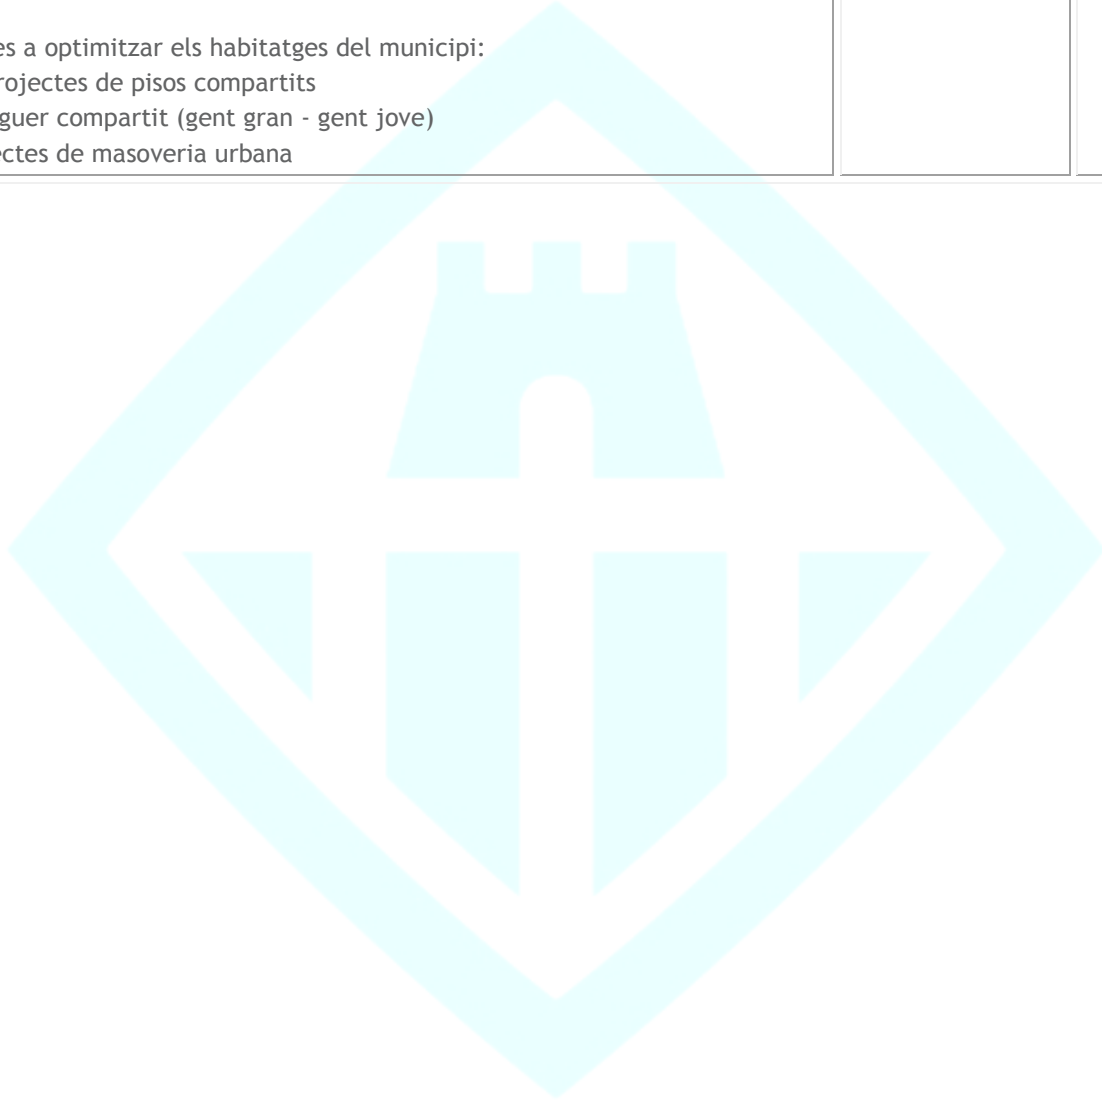 es a optimitzar els habitatges del municipi:
rojectes de pisos compartits
guer compartit (gent gran - gent jove)
ectes de masoveria urbana